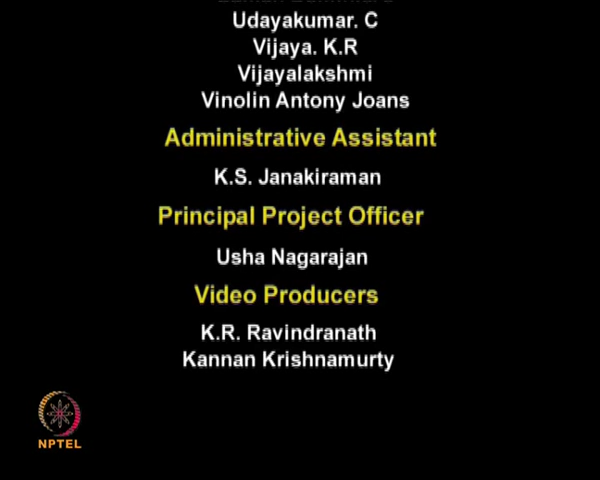 Udayakumar. C
Vijaya. K.R
Vijayalakshmi
Vinolin Antony Joans
Administrative Assistant
K.S. Janakiraman
Principal Project Officer
Usha Nagarajan
Video Producers
K.R. Ravindranath
Kannan Krishnamurty
NPTEL